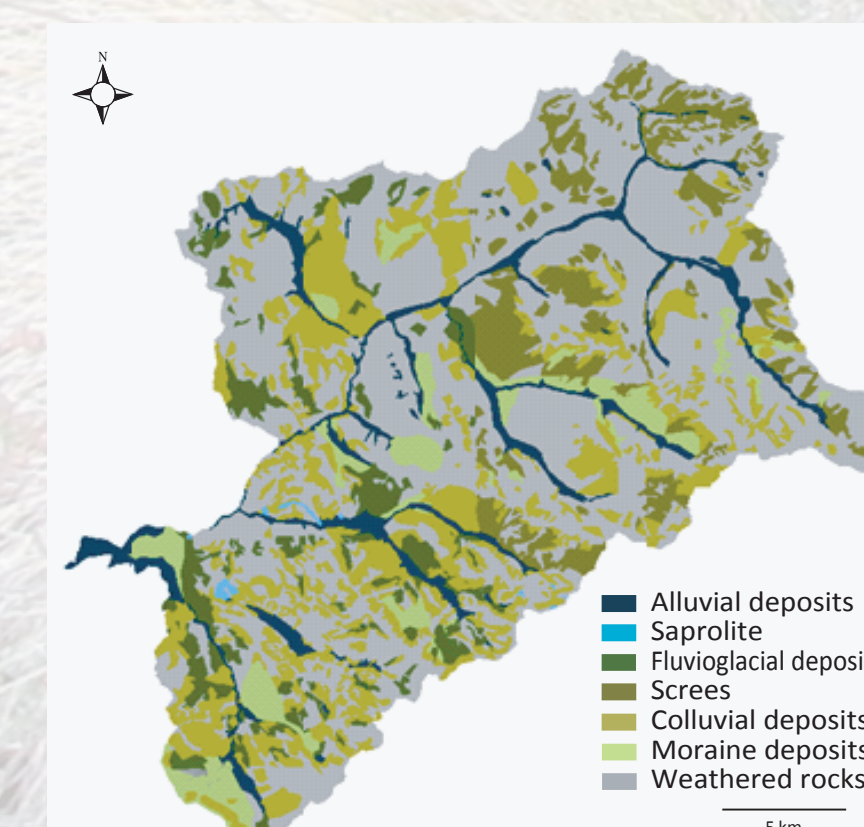 N
Alluvial deposits
Saprolite
Fluvioglacial deposi
Screes
Colluvial deposits
Moraine deposits
Weathered rocks
5 km